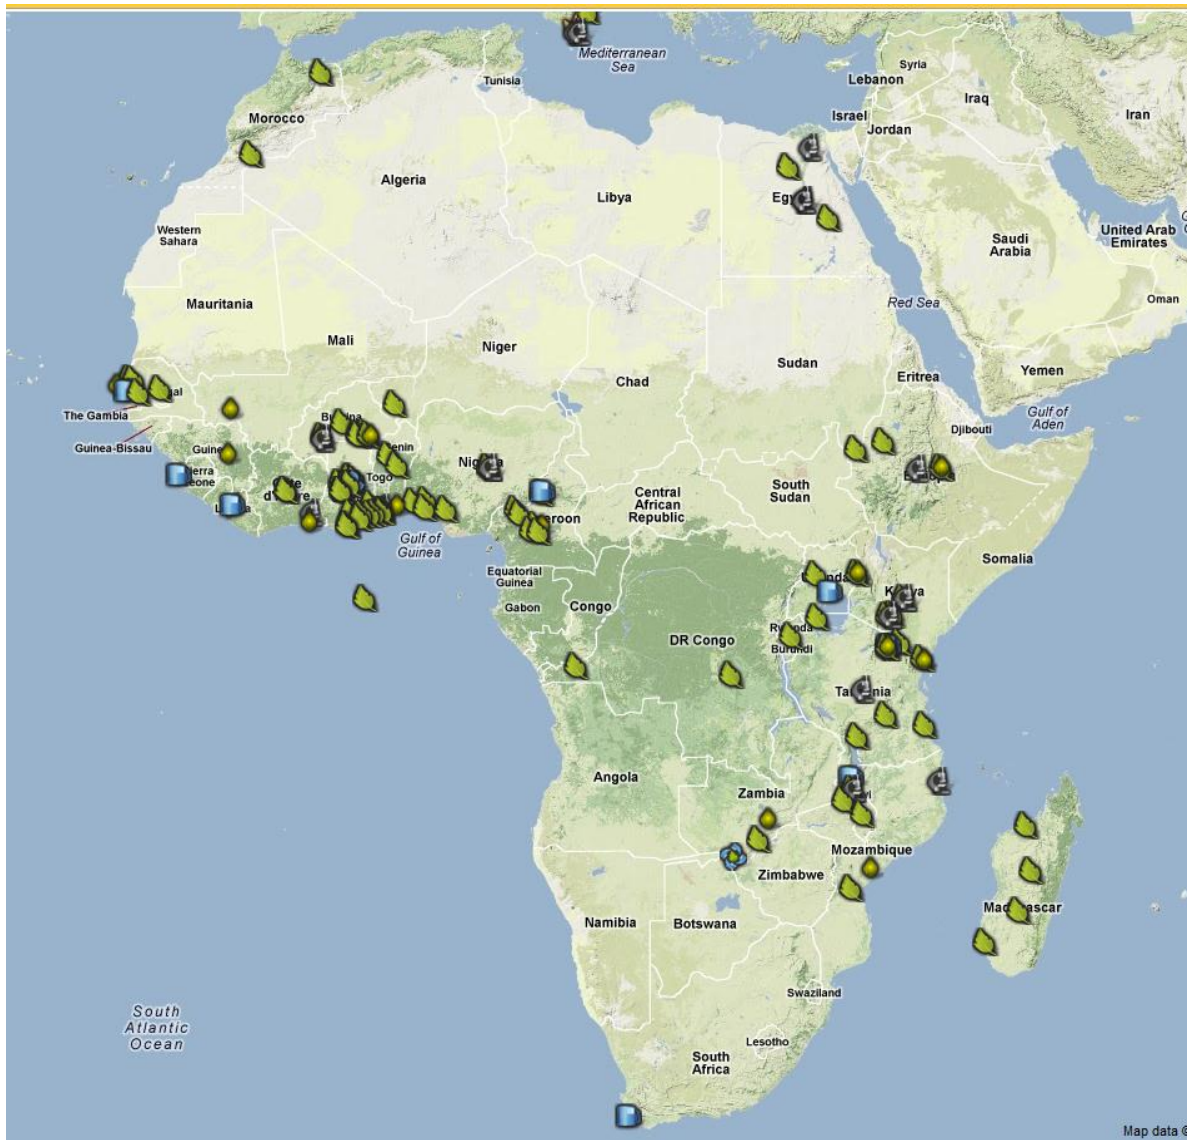 Mediterranean
Sea
Tunisia
Syria
Lebanon
Iraq
Iran
Israel
Jordan
Morocco
Algeria
Libya
Western
Sahara
Saudi
Arabia
United Arab
Emirates
Mauritania
Red Sea
Oman
Mali
Niger
Sudan
Chad
Eritrea
Yemen
The Gambia
Gulf of
Aden
Guinea-Bissau
Djibouti
Togo
South
Sudan
Central
African
Republic
Gulf of
Guinea
Somalia
Equatorial
Guinea
Gabon
Congo
DR Congo
Burundi
Angola
Zambia
Mozambique
Zimbabwe
Namibia
Botswana
Swaziland
South
Atlantic
Ocean
Lesotho
South
Africa
Map data ©